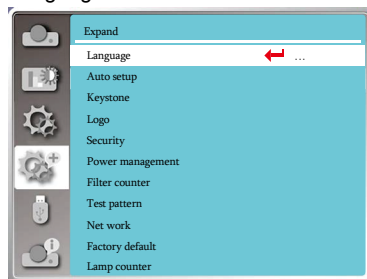 Expand
Language ...
Auto setup
Keystone
Logo
Security
Power management
Filter counter
Test pattern
Net work
Factory default
Lamp counter